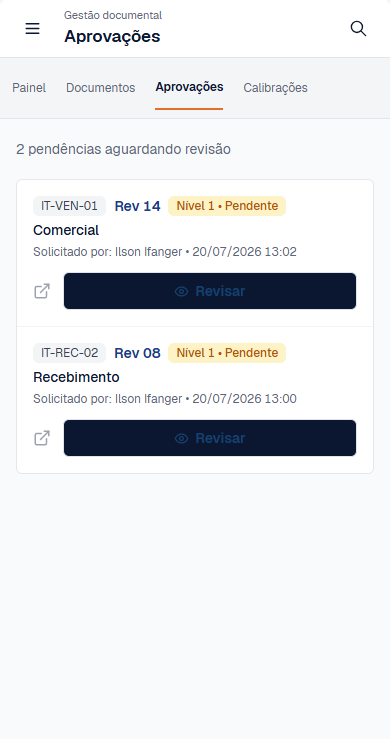 Gestão documental
Aprovações
Painel Documentos Aprovações Calibrações
2 pendências aguardando revisão
IT-VEN-01 Rev 14 Nível 1 • Pendente
Comercial
Solicitado por: Ilson Ifanger • 20/07/2026 13:02
Revisar
IT-REC-02 Rev 08 Nível 1 • Pendente
Recebimento
Solicitado por: Ilson Ifanger • 20/07/2026 13:00
Revisar